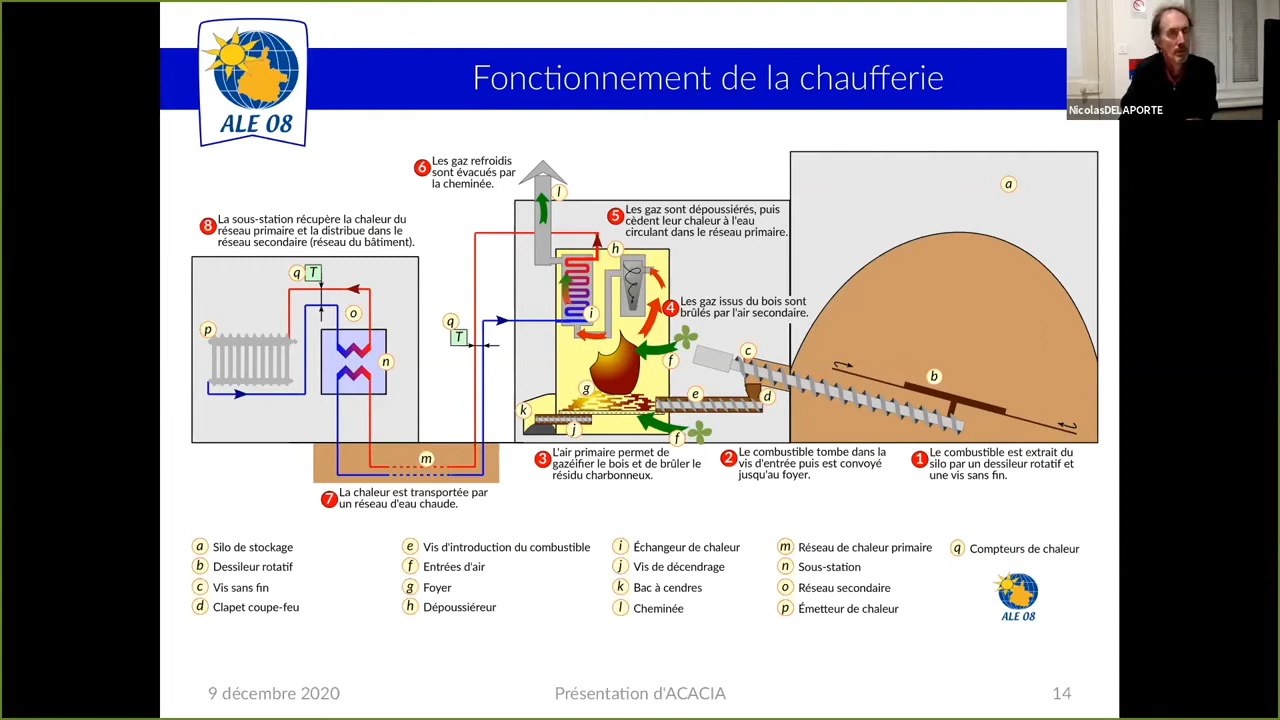 Fonctionnement de la chaufferie
ALE 08
NicolasDELAPORTE
6 Les gaz refroidis
sont évacués par
la cheminée.
l
a
5 Les gaz sont dépoussiérés, puis
cèdent leur chaleur à l'eau
circulant dans le réseau primaire.
8 La sous-station récupère la chaleur du
réseau primaire et la distribue dans le
réseau secondaire (réseau du bâtiment).
h
q T
4 Les gaz issus du bois sont
brûlés par l'air secondaire.
o
i
p
q
T
n
f
c
b
g
e
d
k
j
f
m
3 L'air primaire permet de
gazéifier le bois et de brûler le
résidu charbonneux.
2 Le combustible tombe dans la
vis d'entrée puis est convoyé
jusqu'au foyer.
1 Le combustible est extrait du
silo par un dessileur rotatif et
une vis sans fin.
7 La chaleur est transportée par
un réseau d'eau chaude.
a Silo de stockage
b Dessileur rotatif
c Vis sans fin
d Clapet coupe-feu
e Vis d'introduction du combustible
f Entrées d'air
g Foyer
h Dépoussiéreur
i Échangeur de chaleur
j Vis de décendrage
k Bac à cendres
l Cheminée
m Réseau de chaleur primaire
n Sous-station
o Réseau secondaire
p Émetteur de chaleur
q Compteurs de chaleur
ALE 08
9 décembre 2020
Présentation d'ACACIA
14